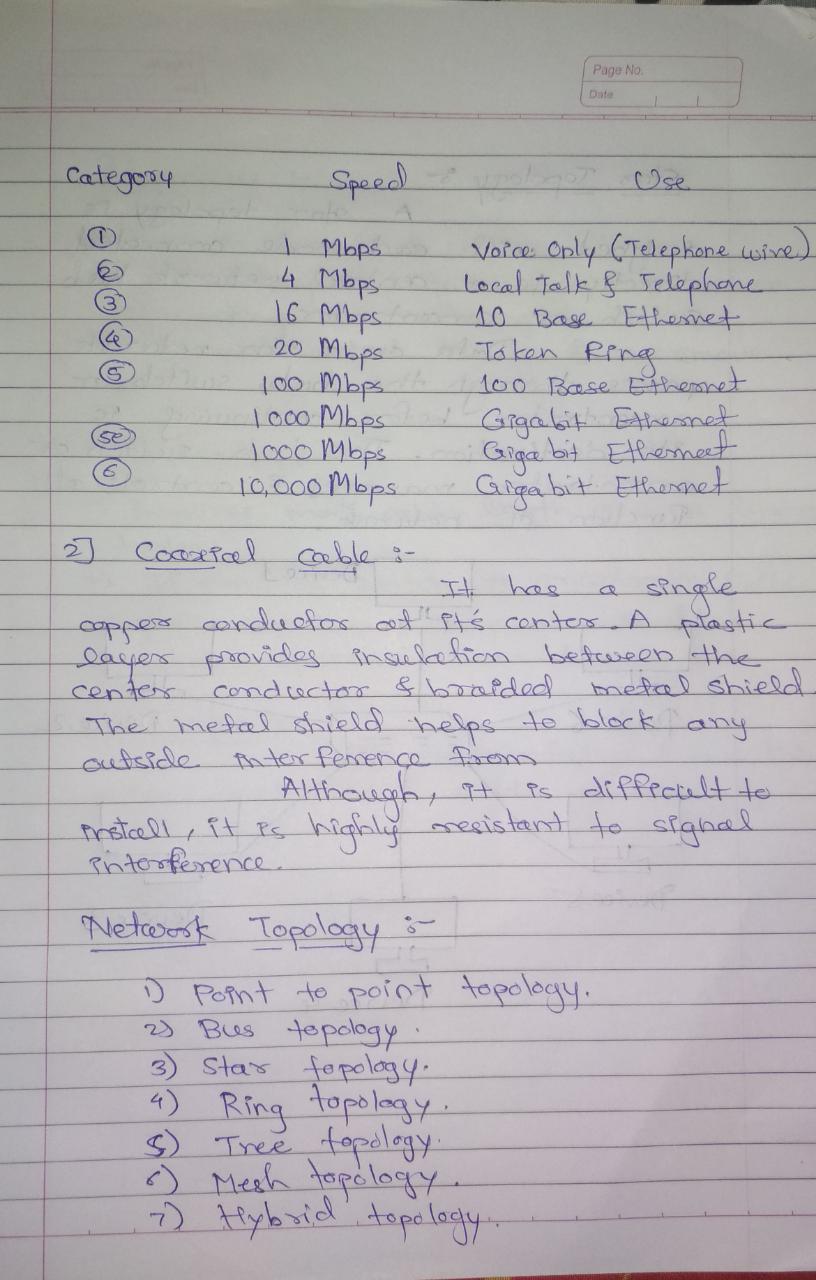 Page No.
Date
Category Speed Use
1 1 Mbps Voice Only (Telephone wire)
2 4 Mbps Local Talk & Telephone
3 16 Mbps 10 Base Ethernet
4 20 Mbps Token Ring
5 100 Mbps 100 Base Ethernet
1000 Mbps Gigabit Ethernet
5e 1000 Mbps Gigabit Ethernet
6 10,000 Mbps Gigabit Ethernet
2] Coaxial cable :-
It has a single
copper conductor at it's center. A plastic
layer provides insulation between the
center conductor & braided metal shield
The metal shield helps to block any
outside interference from
Although, it is difficult to
install, it is highly resistant to signal
interference.
Network Topology :-
1) Point to point topology.
2) Bus topology.
3) Star topology.
4) Ring topology.
5) Tree topology.
6) Mesh topology.
7) Hybrid topology.